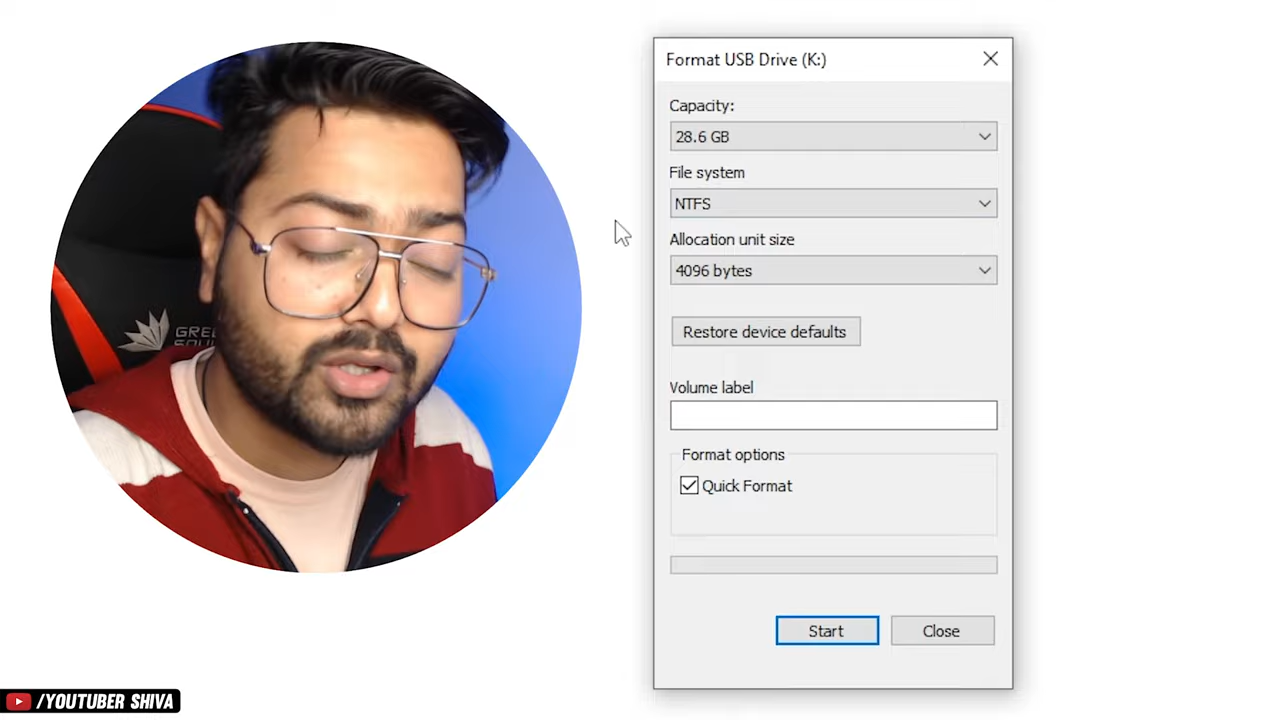 Format USB Drive (K:)
Capacity:
28.6 GB
File system
NTFS
Allocation unit size
4096 bytes
Restore device defaults
Volume label
Format options
Quick Format
Start
Close
/YOUTUBER SHIVA